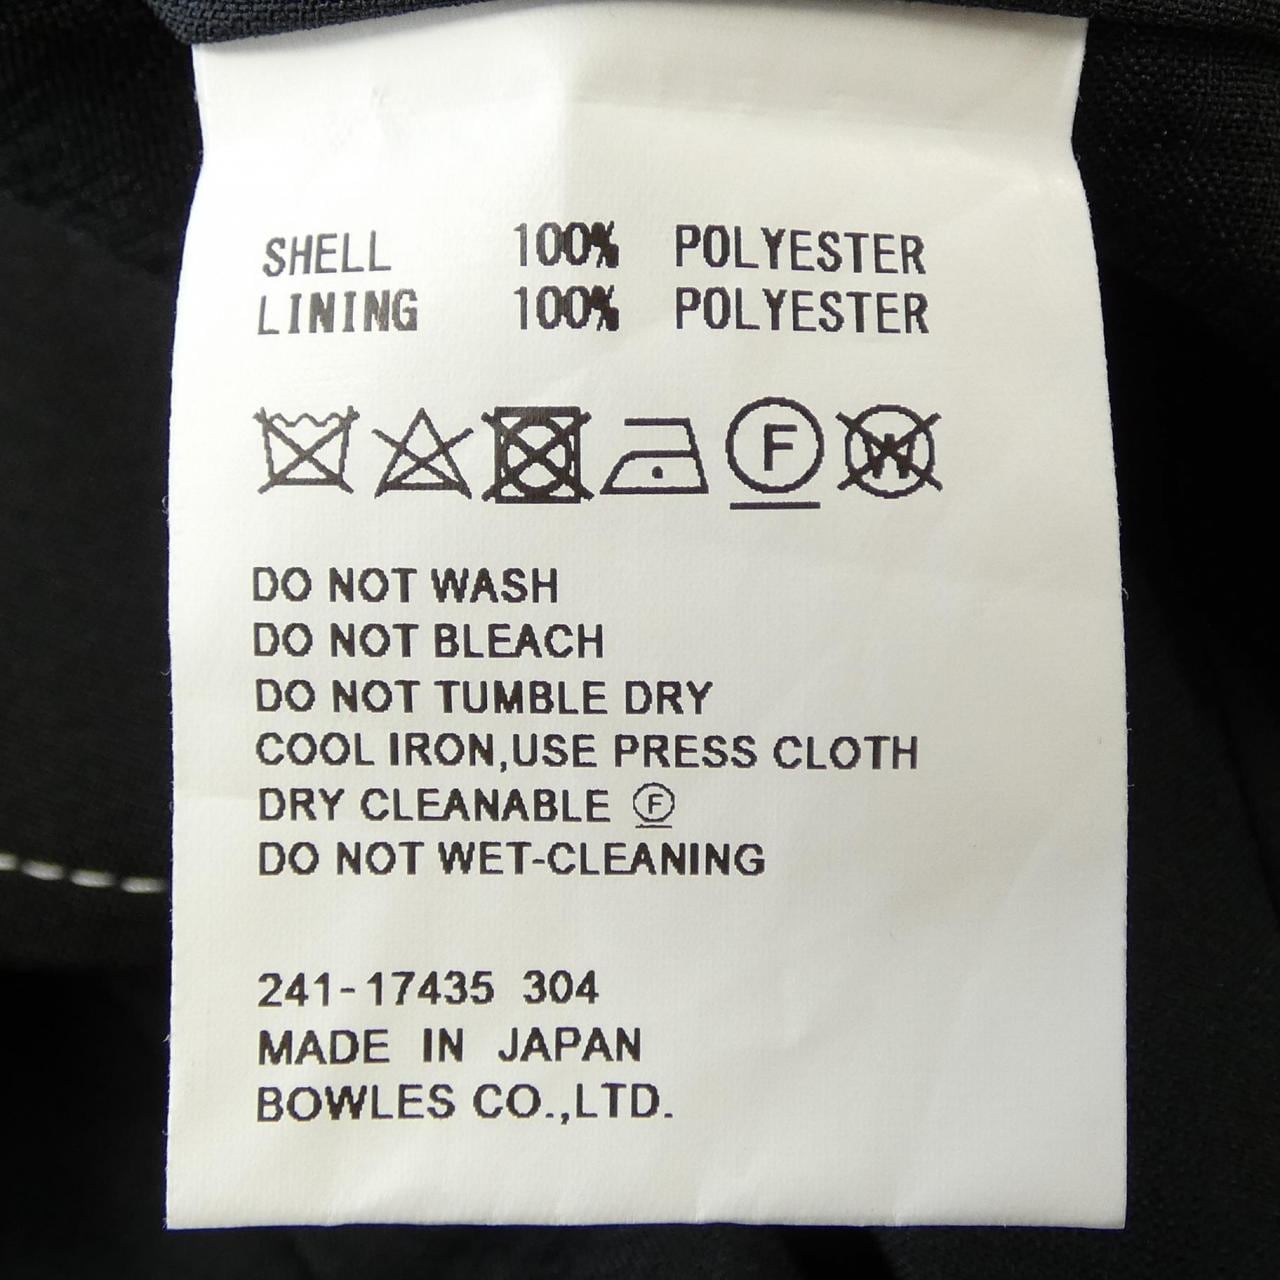 SHELL 100% POLYESTER
LINING 100% POLYESTER
F W
DO NOT WASH
DO NOT BLEACH
DO NOT TUMBLE DRY
COOL IRON,USE PRESS CLOTH
DRY CLEANABLE Ⓕ
DO NOT WET-CLEANING
241-17435 304
MADE IN JAPAN
BOWLES CO.,LTD.